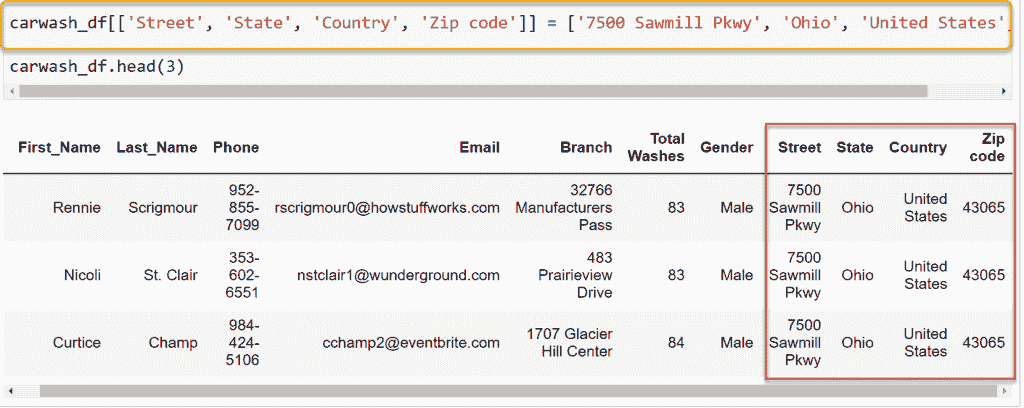 carwash_df[['Street', 'State', 'Country', 'Zip code']] = ['7500 Sawmill Pkwy', 'Ohio', 'United States'
carwash_df.head(3)
First_Name Last_Name Phone Email Branch Total Washes Gender Street State Country Zip code
Rennie Scrigmour 952-855-7099 rscrigmour0@howstuffworks.com 32766 Manufacturers Pass 83 Male 7500 Sawmill Pkwy Ohio United States 43065
Nicoli St. Clair 353-602-6551 nstclair1@wunderground.com 483 Prairieview Drive 83 Male 7500 Sawmill Pkwy Ohio United States 43065
Curtice Champ 984-424-5106 cchamp2@eventbrite.com 1707 Glacier Hill Center 84 Male 7500 Sawmill Pkwy Ohio United States 43065